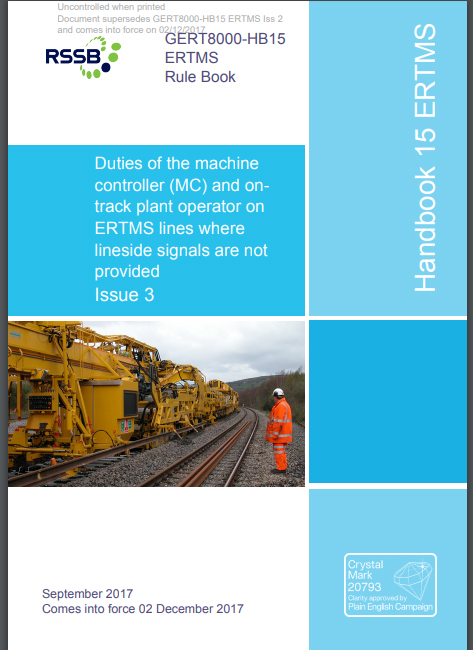 Uncontrolled when printed
Document supersedes GERT8000-HB15 ERTMS Iss 2
and comes into force on 02/12/2017
RSSB
GERT8000-HB15
ERTMS
Rule Book
Handbook 15 ERTMS
Duties of the machine
controller (MC) and on-
track plant operator on
ERTMS lines where
lineside signals are not
provided
Issue 3
Crystal
Mark
20793
Clarity approved by
Plain English Campaign
September 2017
Comes into force 02 December 2017